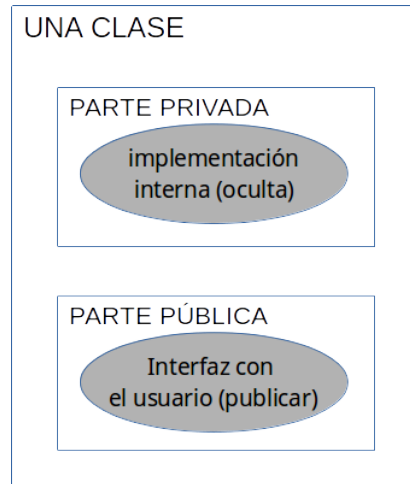 UNA CLASE
PARTE PRIVADA
implementación
interna (oculta)
PARTE PÚBLICA
Interfaz con
el usuario (publicar)